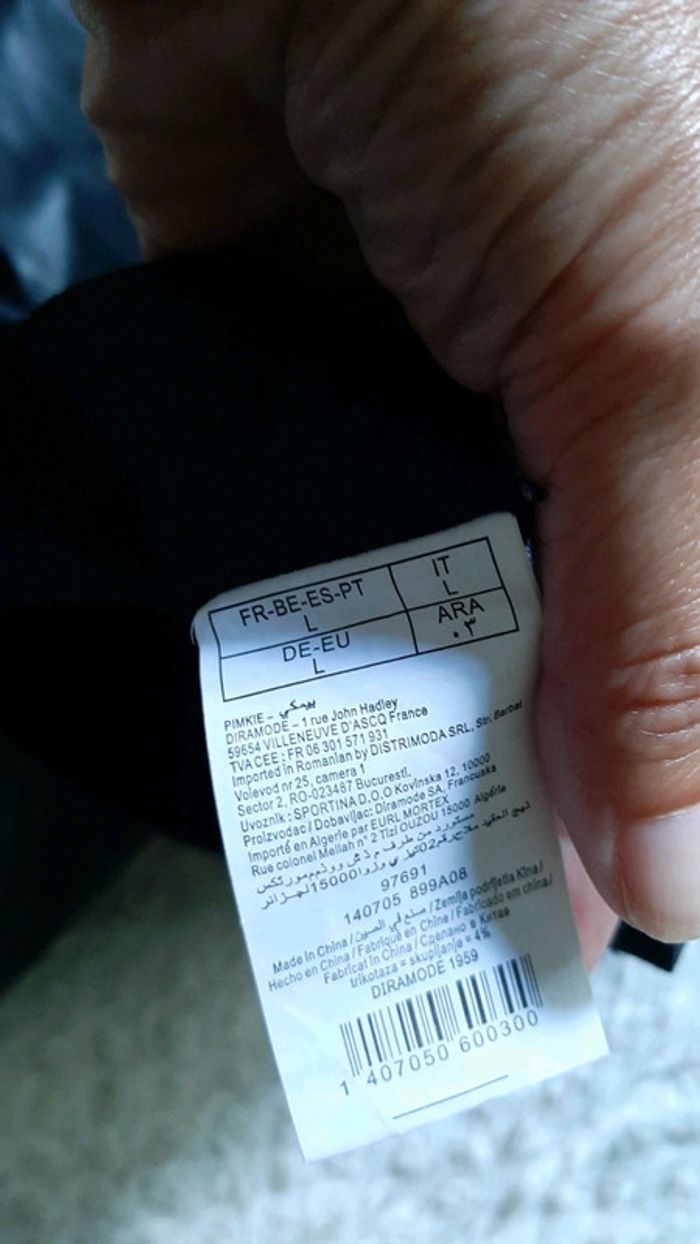 FR-BE-ES-PT
L
IT
L
DE-EU
L
ARA
٠٣
PIMKIE - بيمكي
DIRAMODE - 1 rue John Hadley
59654 VILLENEUVE D'ASCQ France
TVA CEE : FR 06 301 571 931
Imported in Romanian by DISTRIMODA SRL, Str. Barbat
Voievod nr 25, camera 1
Sector 2, RO-023487 Bucuresti.
Uvoznik : SPORTINA D.O.O Kovinska 12, 10000
Proizvodac / Dobavljac: Diramode SA, Francuska
Importé en Algerie par EURL MORTEX
Rue colonel Mellah n° 2 TIZI OUZOU 15000 Algérie
97691
140705 899A08
Made in China / صنع في الصين / Zemlja podrijetla Kina /
Hecho en China / Fabriqué en Chine / Fabricado em china /
Fabricat in China / Сделано в Китае
trikotaza = skupljanje = 4%
DIRAMODE 1959
1 407050 600300